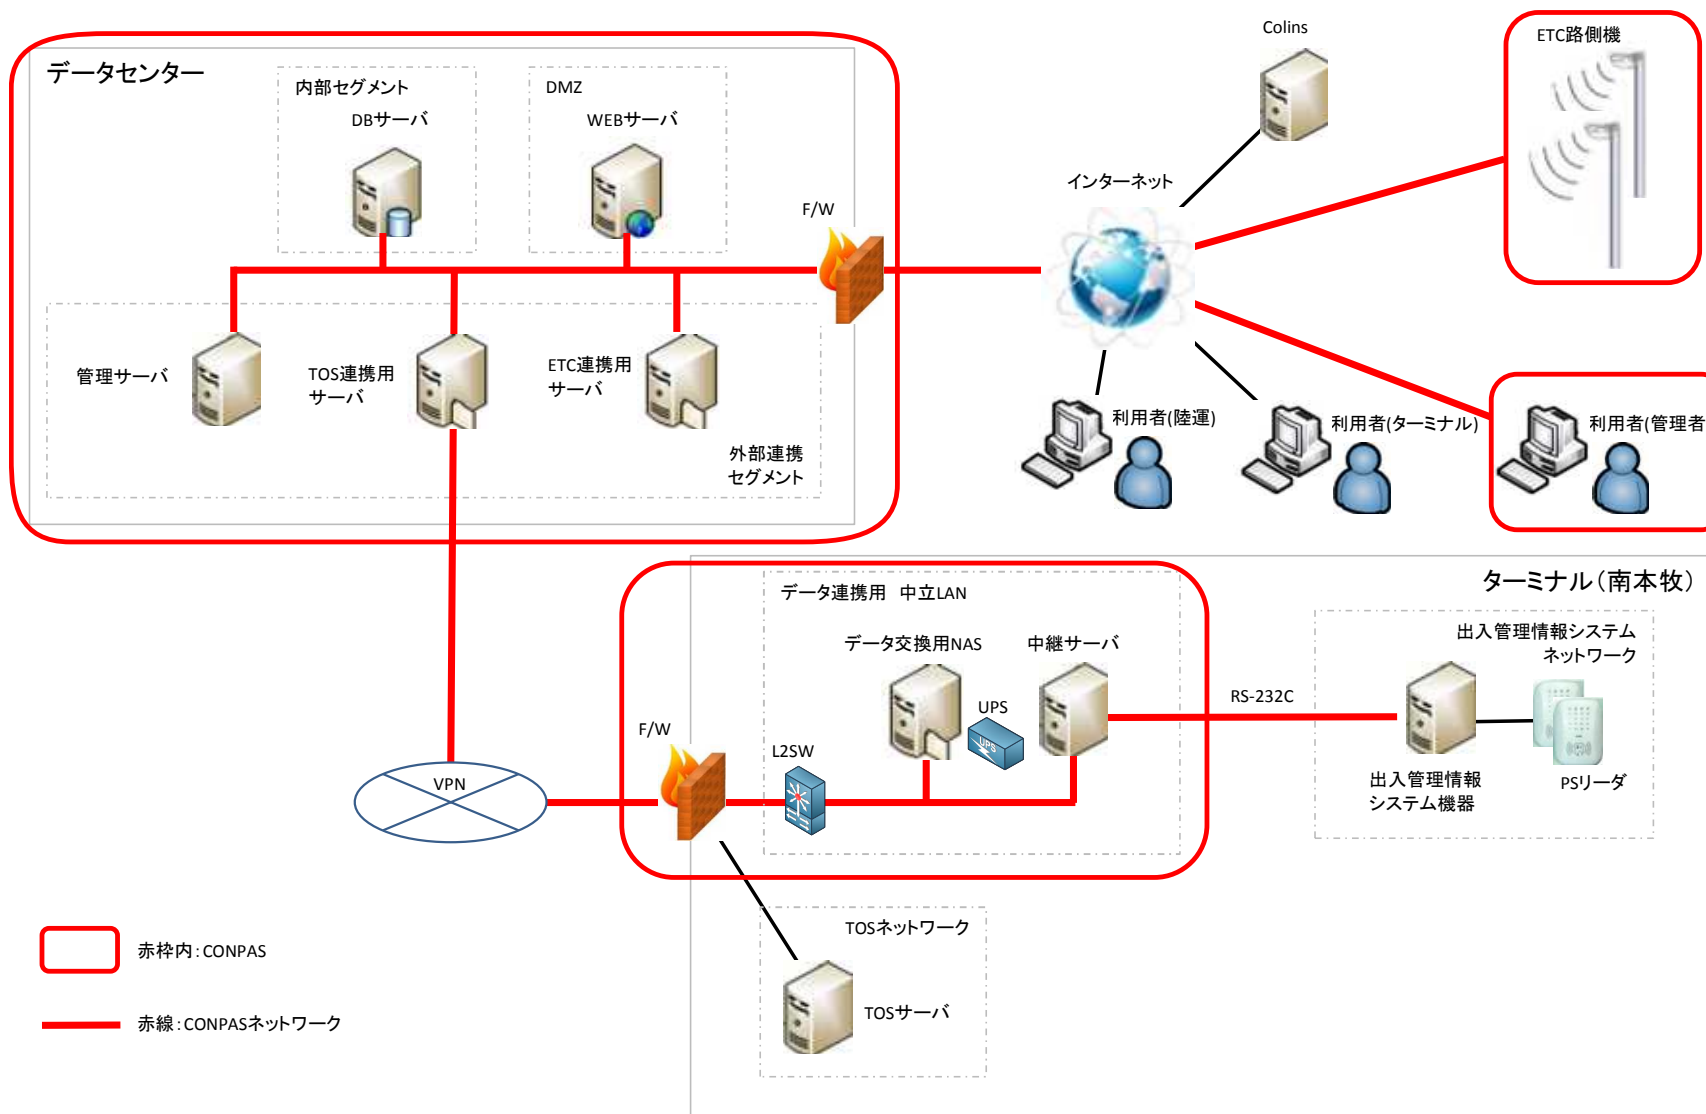 データセンター
内部セグメント
DBサーバ
DMZ
WEBサーバ
F/W
管理サーバ
TOS連携用
サーバ
ETC連携用
サーバ
外部連携
セグメント
Colins
インターネット
ETC路側機
利用者(陸運)
利用者(ターミナル)
利用者(管理者
ターミナル(南本牧)
データ連携用 中立LAN
データ交換用NAS
中継サーバ
UPS
UPS
L2SW
F/W
VPN
RS-232C
出入管理情報システム
ネットワーク
出入管理情報
システム機器
PSリーダ
TOSネットワーク
TOSサーバ
赤枠内:CONPAS
赤線:CONPASネットワーク